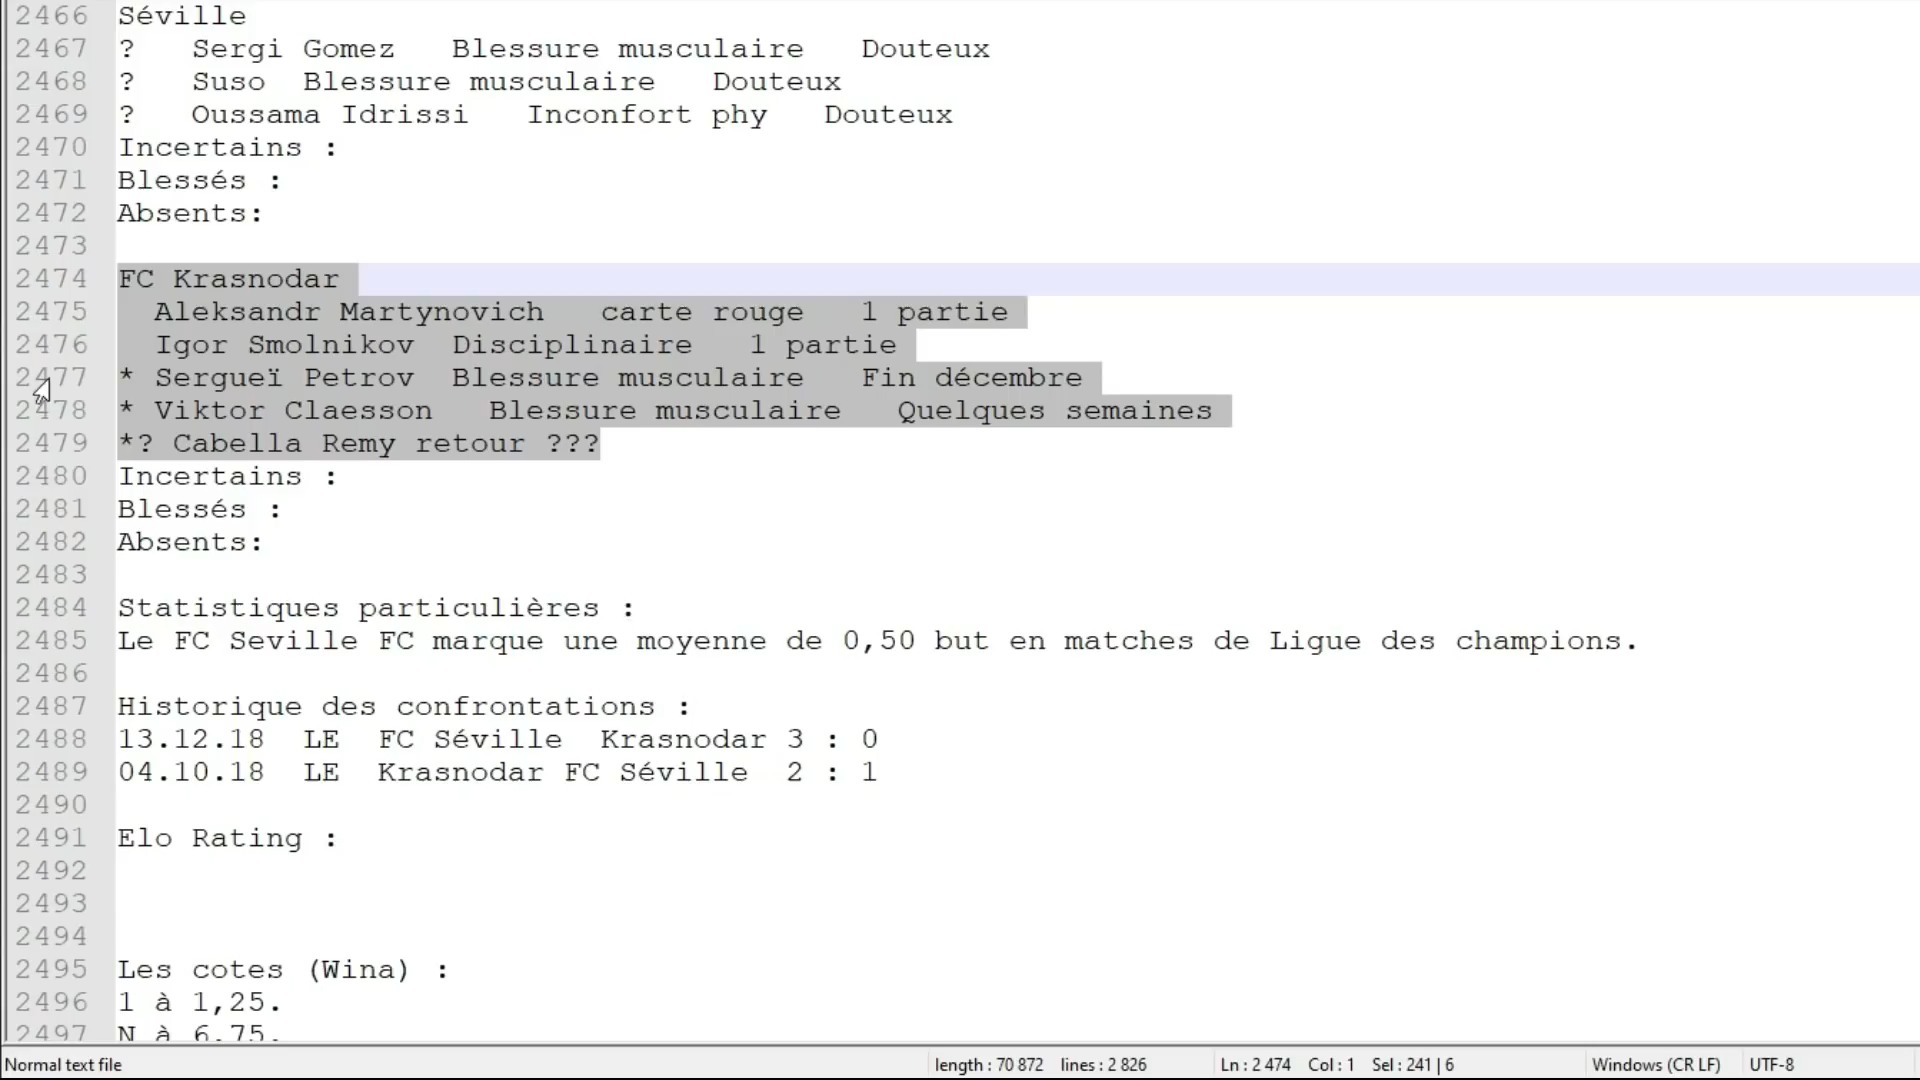 2466 Séville
2467 ? Sergi Gomez Blessure musculaire Douteux
2468 ? Suso Blessure musculaire Douteux
2469 ? Oussama Idrissi Inconfort phy Douteux
2470 Incertains :
2471 Blessés :
2472 Absents:
2473
2474 FC Krasnodar
2475 Aleksandr Martynovich carte rouge 1 partie
2476 Igor Smolnikov Disciplinaire 1 partie
2477 * Sergueï Petrov Blessure musculaire Fin décembre
2478 * Viktor Claesson Blessure musculaire Quelques semaines
2479 *? Cabella Remy retour ???
2480 Incertains :
2481 Blessés :
2482 Absents:
2483
2484 Statistiques particulières :
2485 Le FC Seville FC marque une moyenne de 0,50 but en matches de Ligue des champions.
2486
2487 Historique des confrontations :
2488 13.12.18 LE FC Séville Krasnodar 3 : 0
2489 04.10.18 LE Krasnodar FC Séville 2 : 1
2490
2491 Elo Rating :
2492
2493
2494
2495 Les cotes (Wina) :
2496 1 à 1,25.
2497 N à 6.75.
Normal text file length : 70 872 lines : 2 826 Ln : 2 474 Col : 1 Sel : 241 | 6 Windows (CR LF) UTF-8